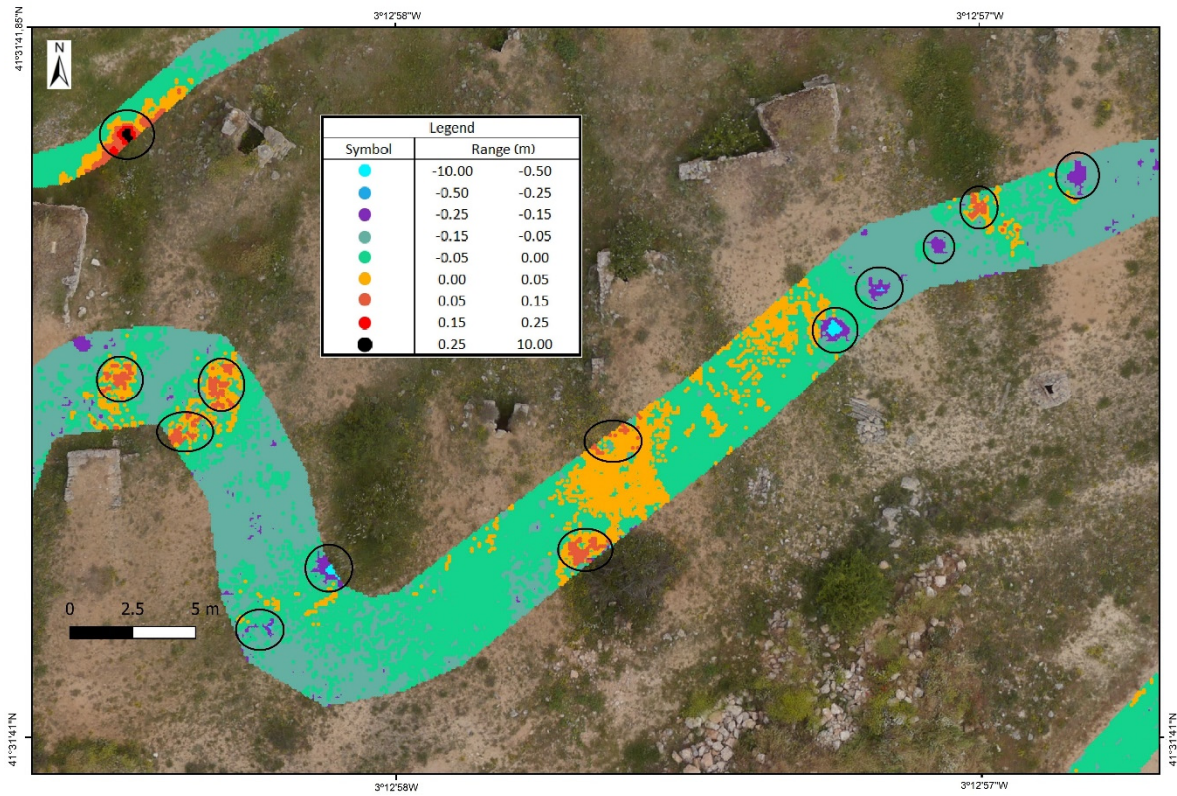 3°12'58"W 3°12'57"W
41°31'41,85"N
N
Legend
Symbol Range (m)
-10.00 -0.50
-0.50 -0.25
-0.25 -0.15
-0.15 -0.05
-0.05 0.00
0.00 0.05
0.05 0.15
0.15 0.25
0.25 10.00
0 2.5 5 m
41°31'41"N 41°31'41"N
3°12'58"W 3°12'57"W